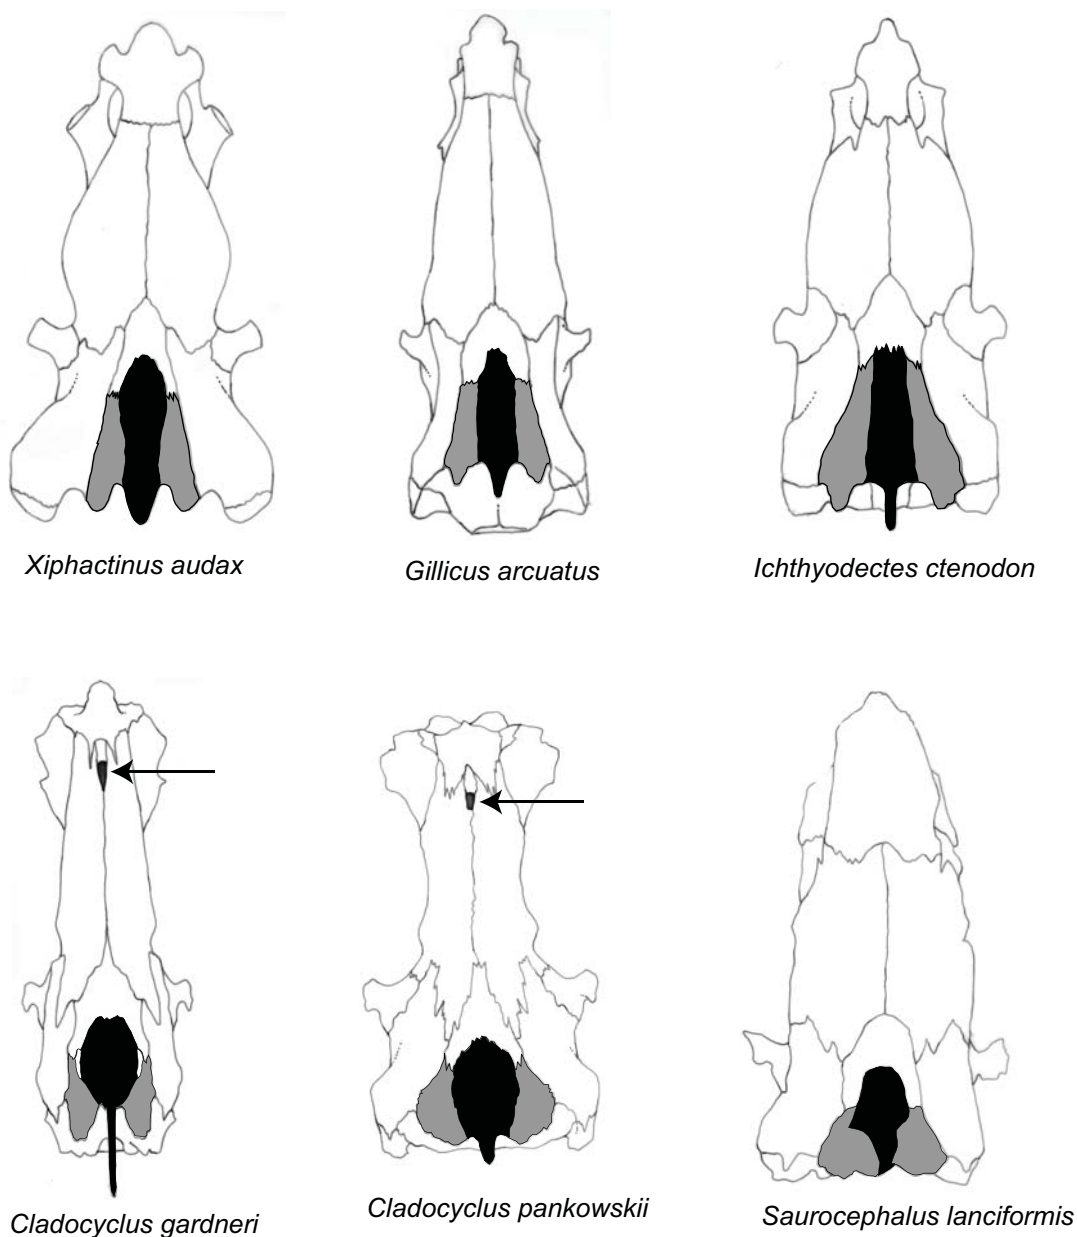 Xiphactinus audax
Gillicus arcuatus
Ichthyodectes ctenodon
Cladocyclus gardneri
Cladocyclus pankowskii
Saurocephalus lanciformis